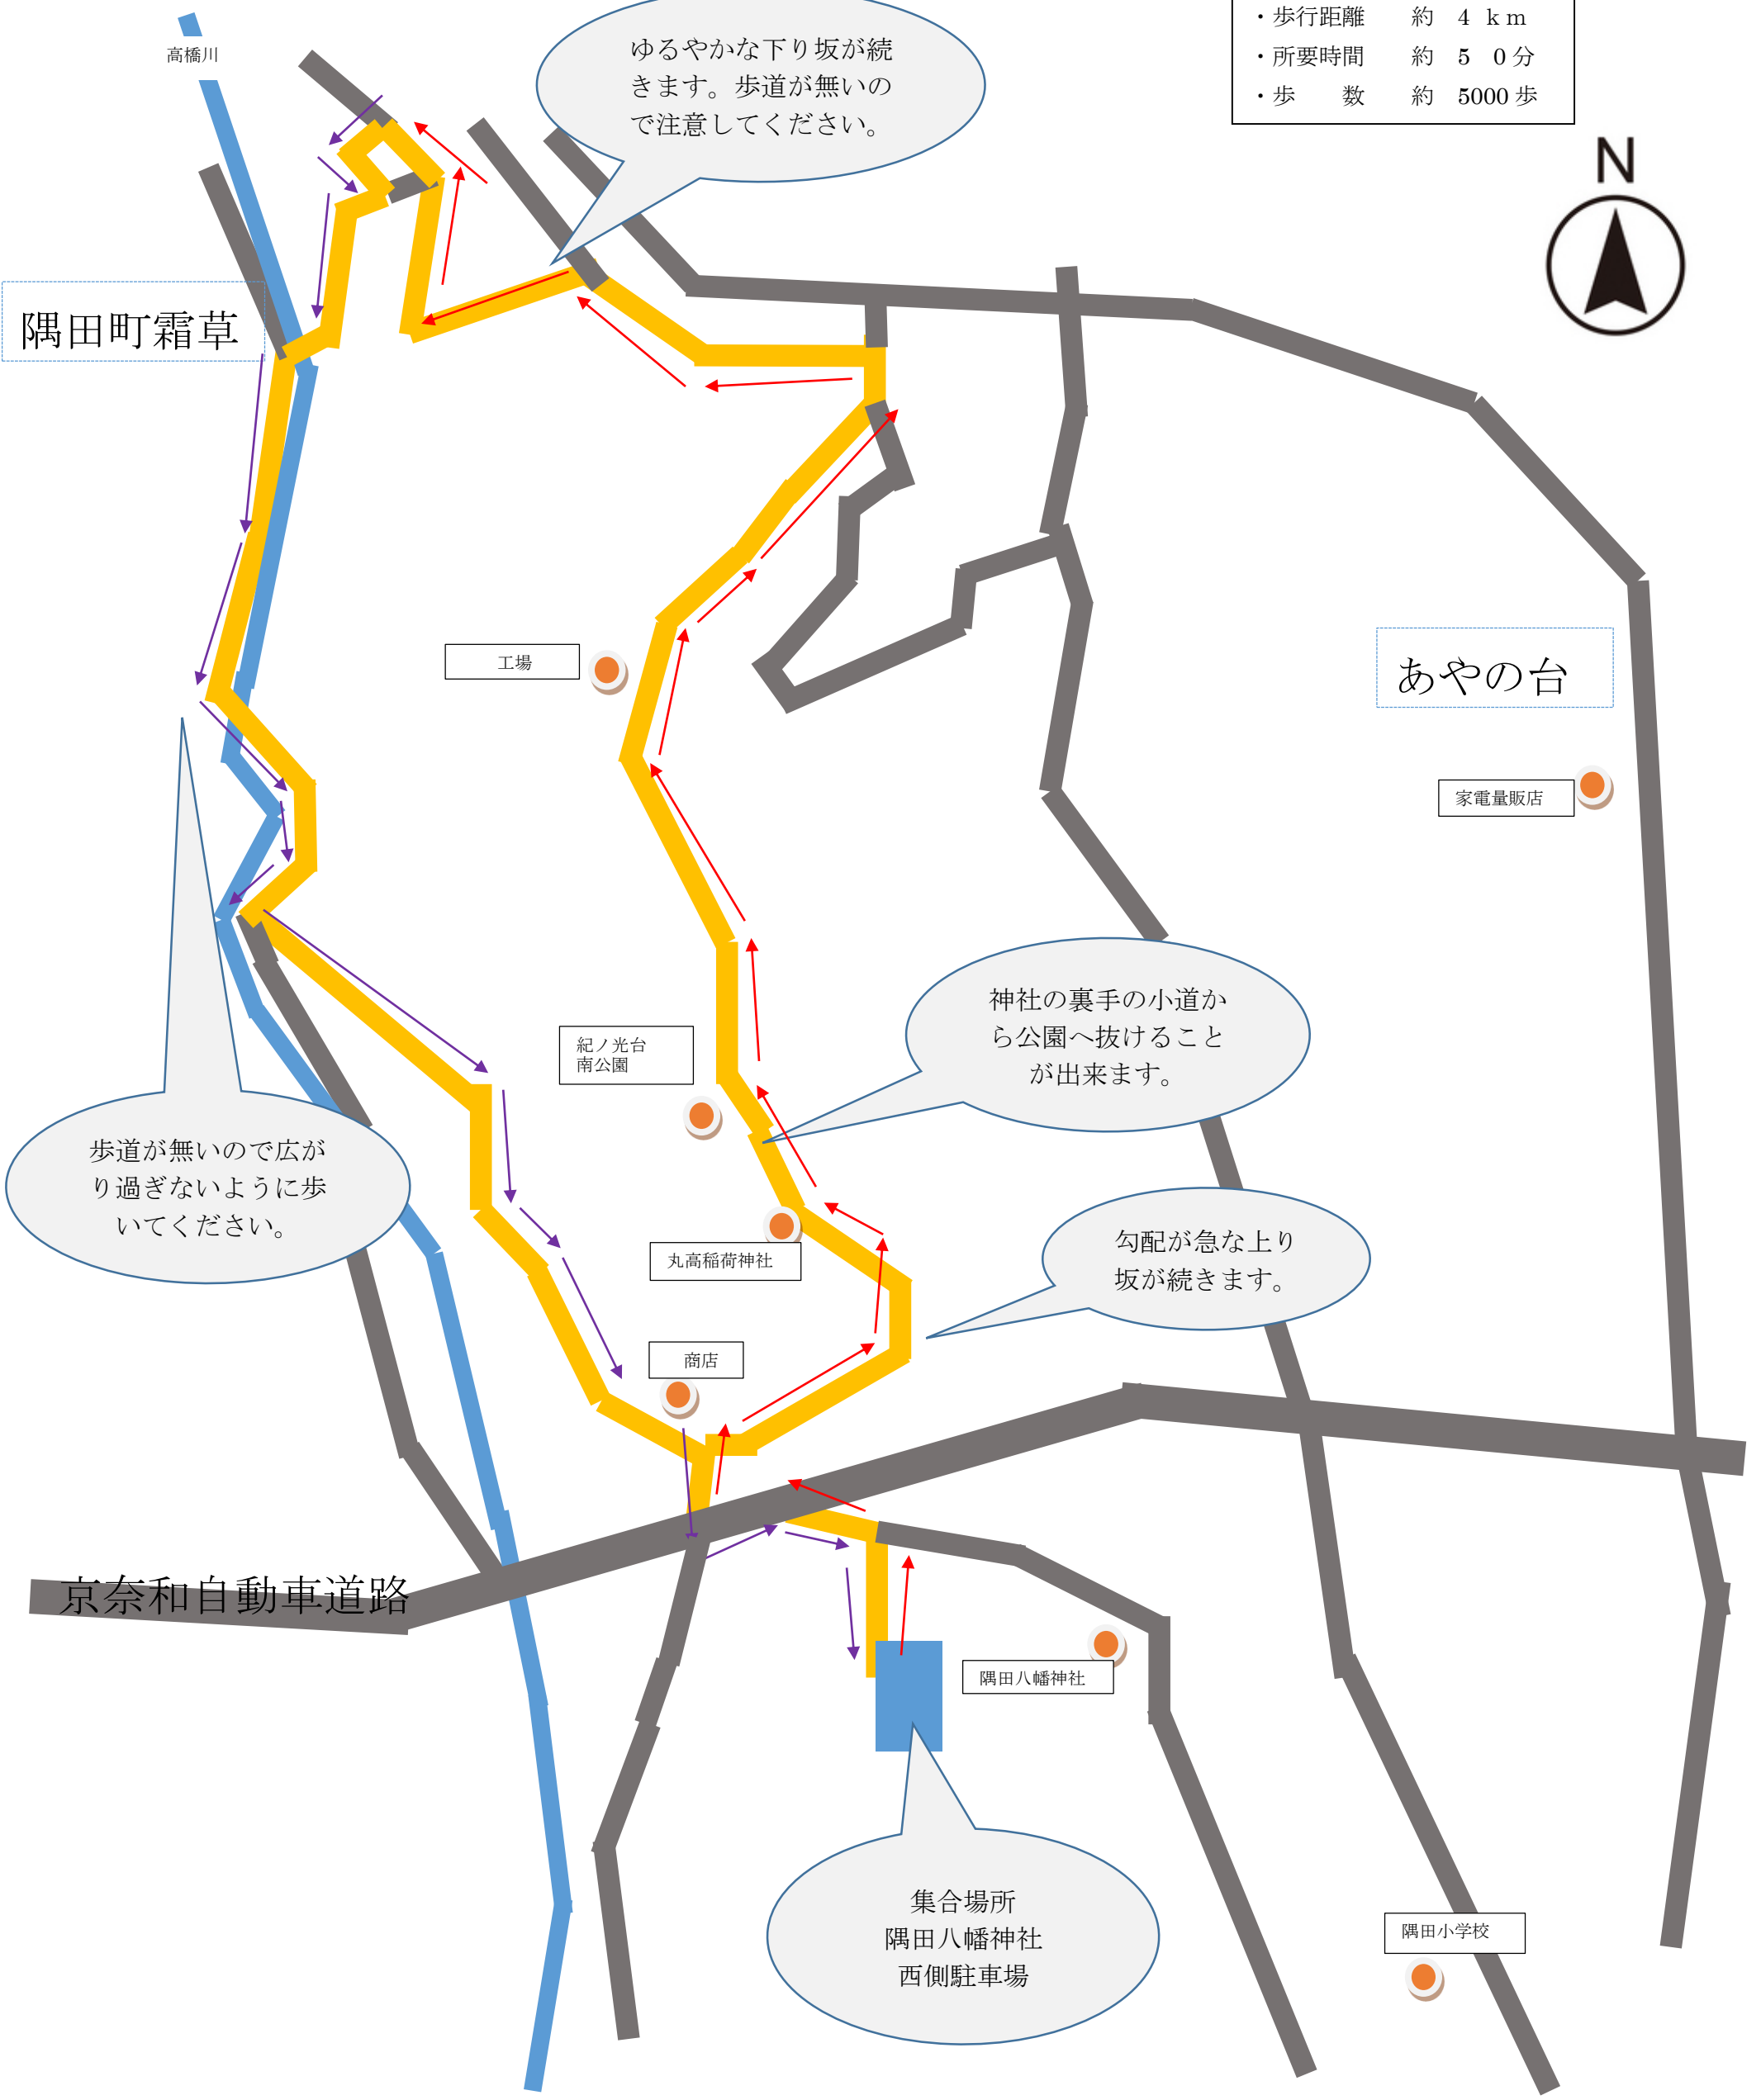 ・歩行距離　　約　４ｋｍ
・所要時間　　約　５０分
・歩　　数　　約　5000 歩
高橋川
ゆるやかな下り坂が続
きます。歩道が無いの
で注意してください。
N
隅田町霜草
工場
あやの台
家電量販店
神社の裏手の小道か
ら公園へ抜けること
が出来ます。
紀ノ光台
南公園
歩道が無いので広が
り過ぎないように歩
いてください。
丸高稲荷神社
勾配が急な上り
坂が続きます。
商店
京奈和自動車道路
隅田八幡神社
集合場所
隅田八幡神社
西側駐車場
隅田小学校